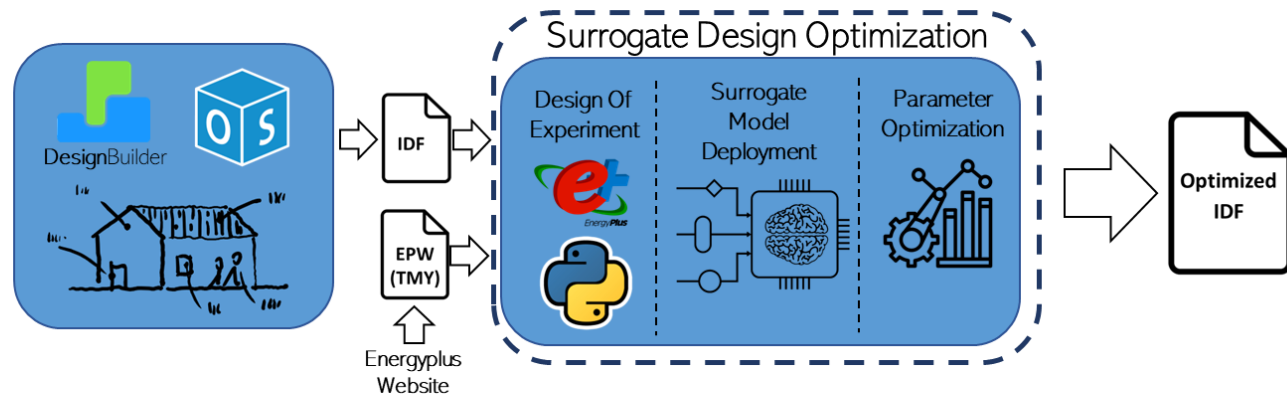 Surrogate Design Optimization
DesignBuilder
O S
IDF
EPW
(TMY)
Energyplus
Website
Design Of
Experiment
e+
EnergyPlus
Surrogate
Model
Deployment
Parameter
Optimization
Optimized
IDF